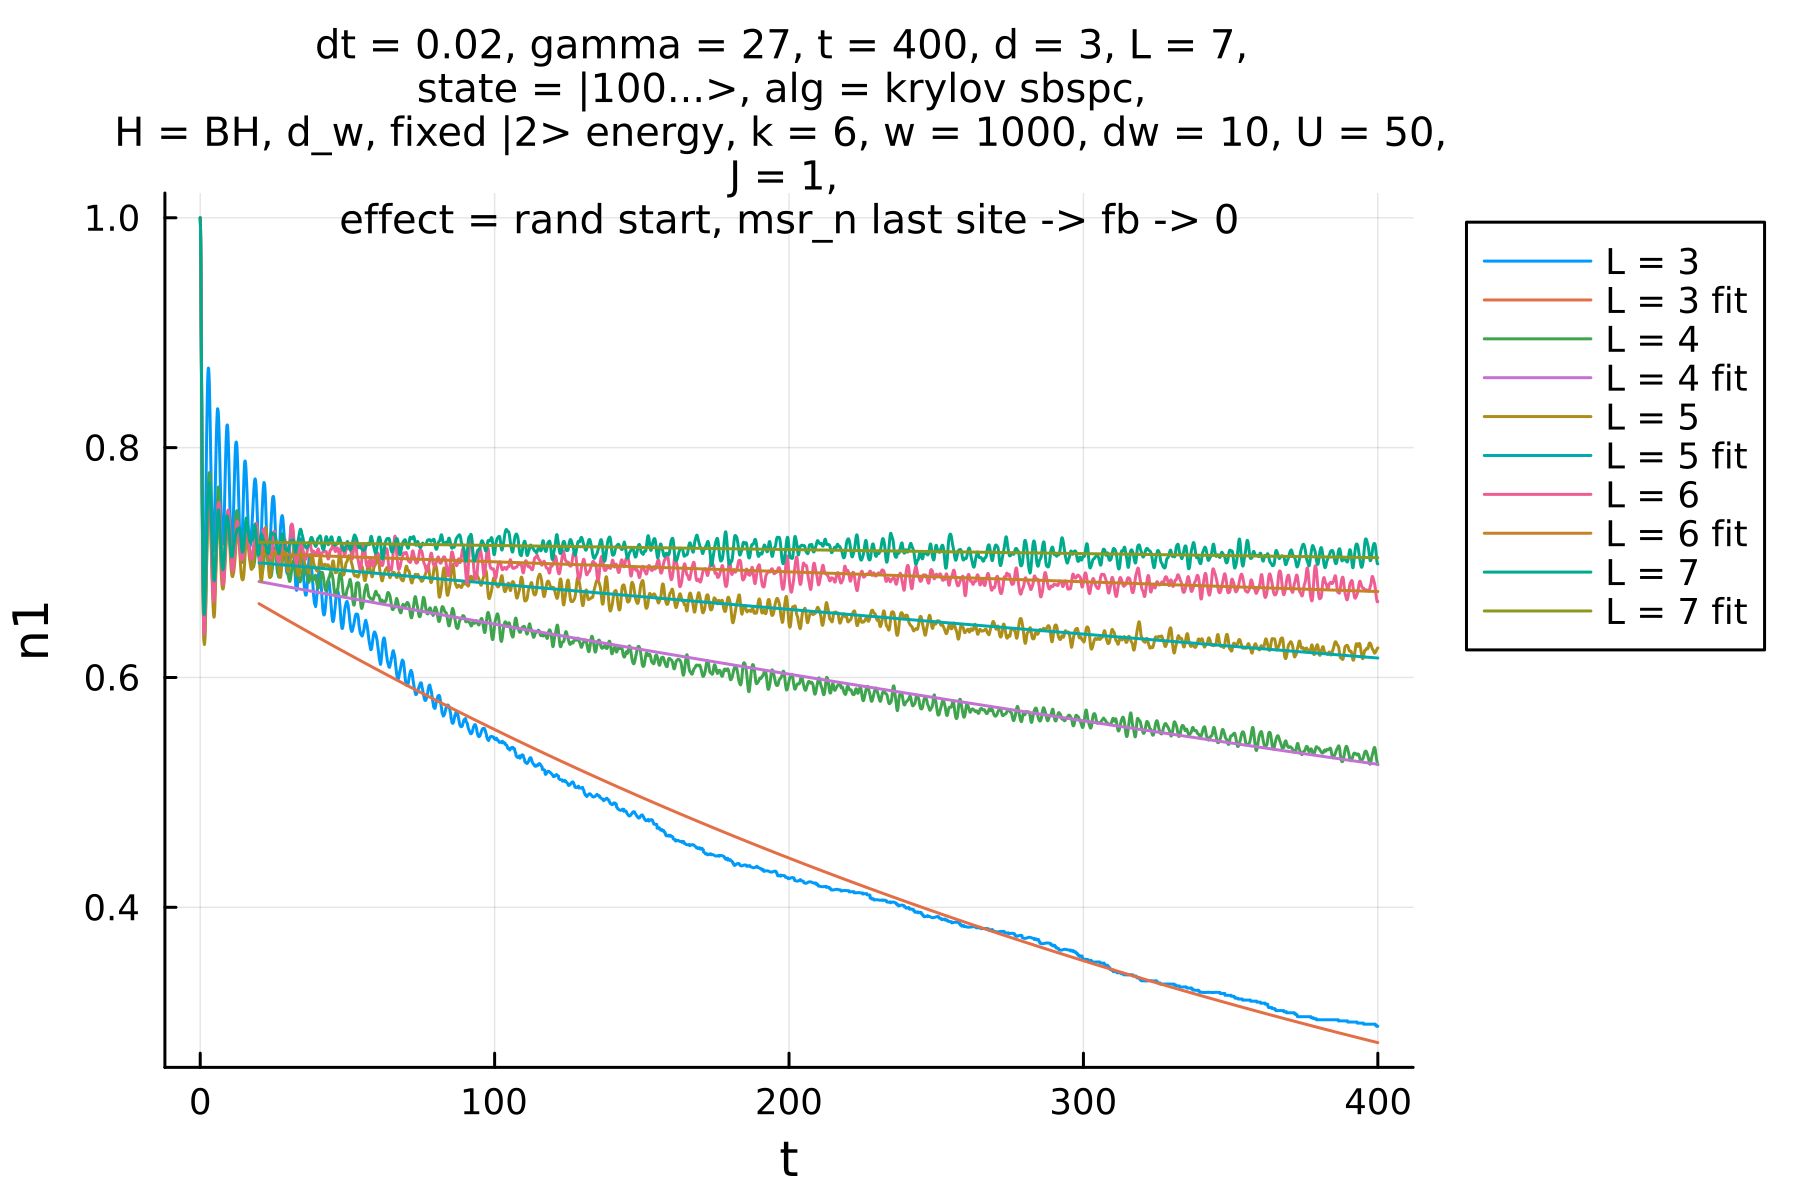 dt = 0.02, gamma = 27, t = 400, d = 3, L = 7,
state = |100...>, alg = krylov sbspc,
H = BH, d_w, fixed |2> energy, k = 6, w = 1000, dw = 10, U = 50,
J = 1,
effect = rand start, msr_n last site -> fb -> 0
1.0
0.8
0.6
0.4
n1
0 100 200 300 400
t
L = 3
L = 3 fit
L = 4
L = 4 fit
L = 5
L = 5 fit
L = 6
L = 6 fit
L = 7
L = 7 fit